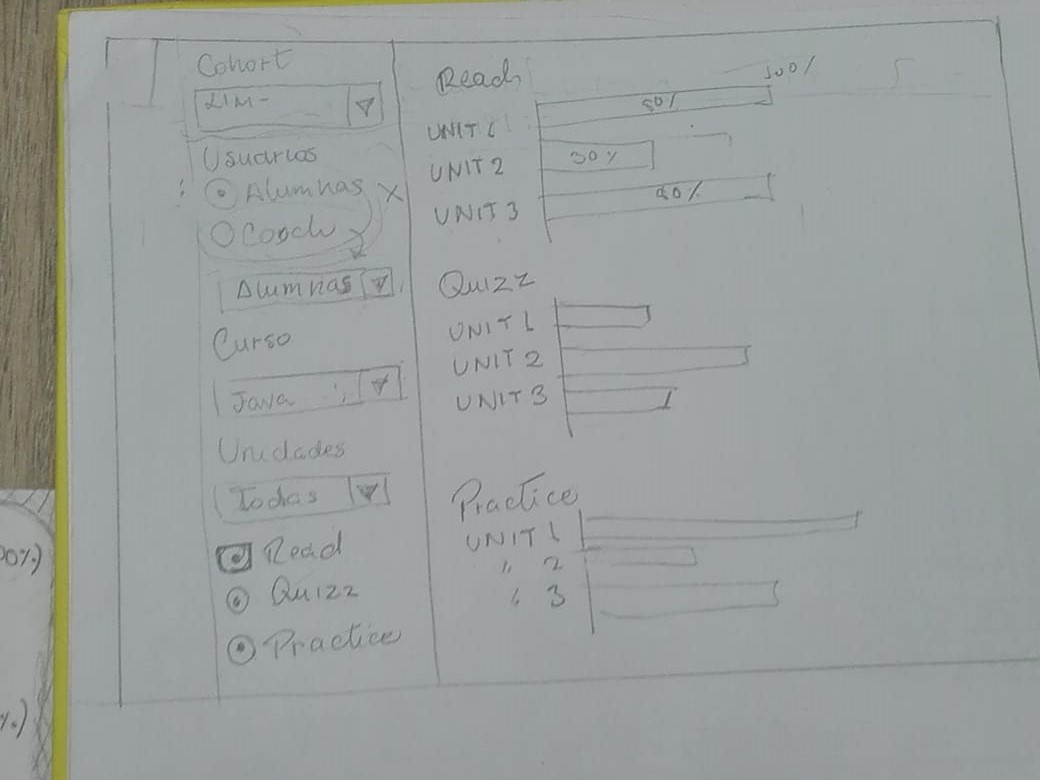 Cohort
LIM-
Usuarios
Alumnas X
Coach
Alumnas
Curso
Java
Unidades
Todas
Read
Quizz
Practice
Read
100%
UNIT 1 80%
UNIT 2 30%
UNIT 3 80%
Quizz
UNIT 1
UNIT 2
UNIT 3
Practice
UNIT 1
" 2
" 3
00%)
%)